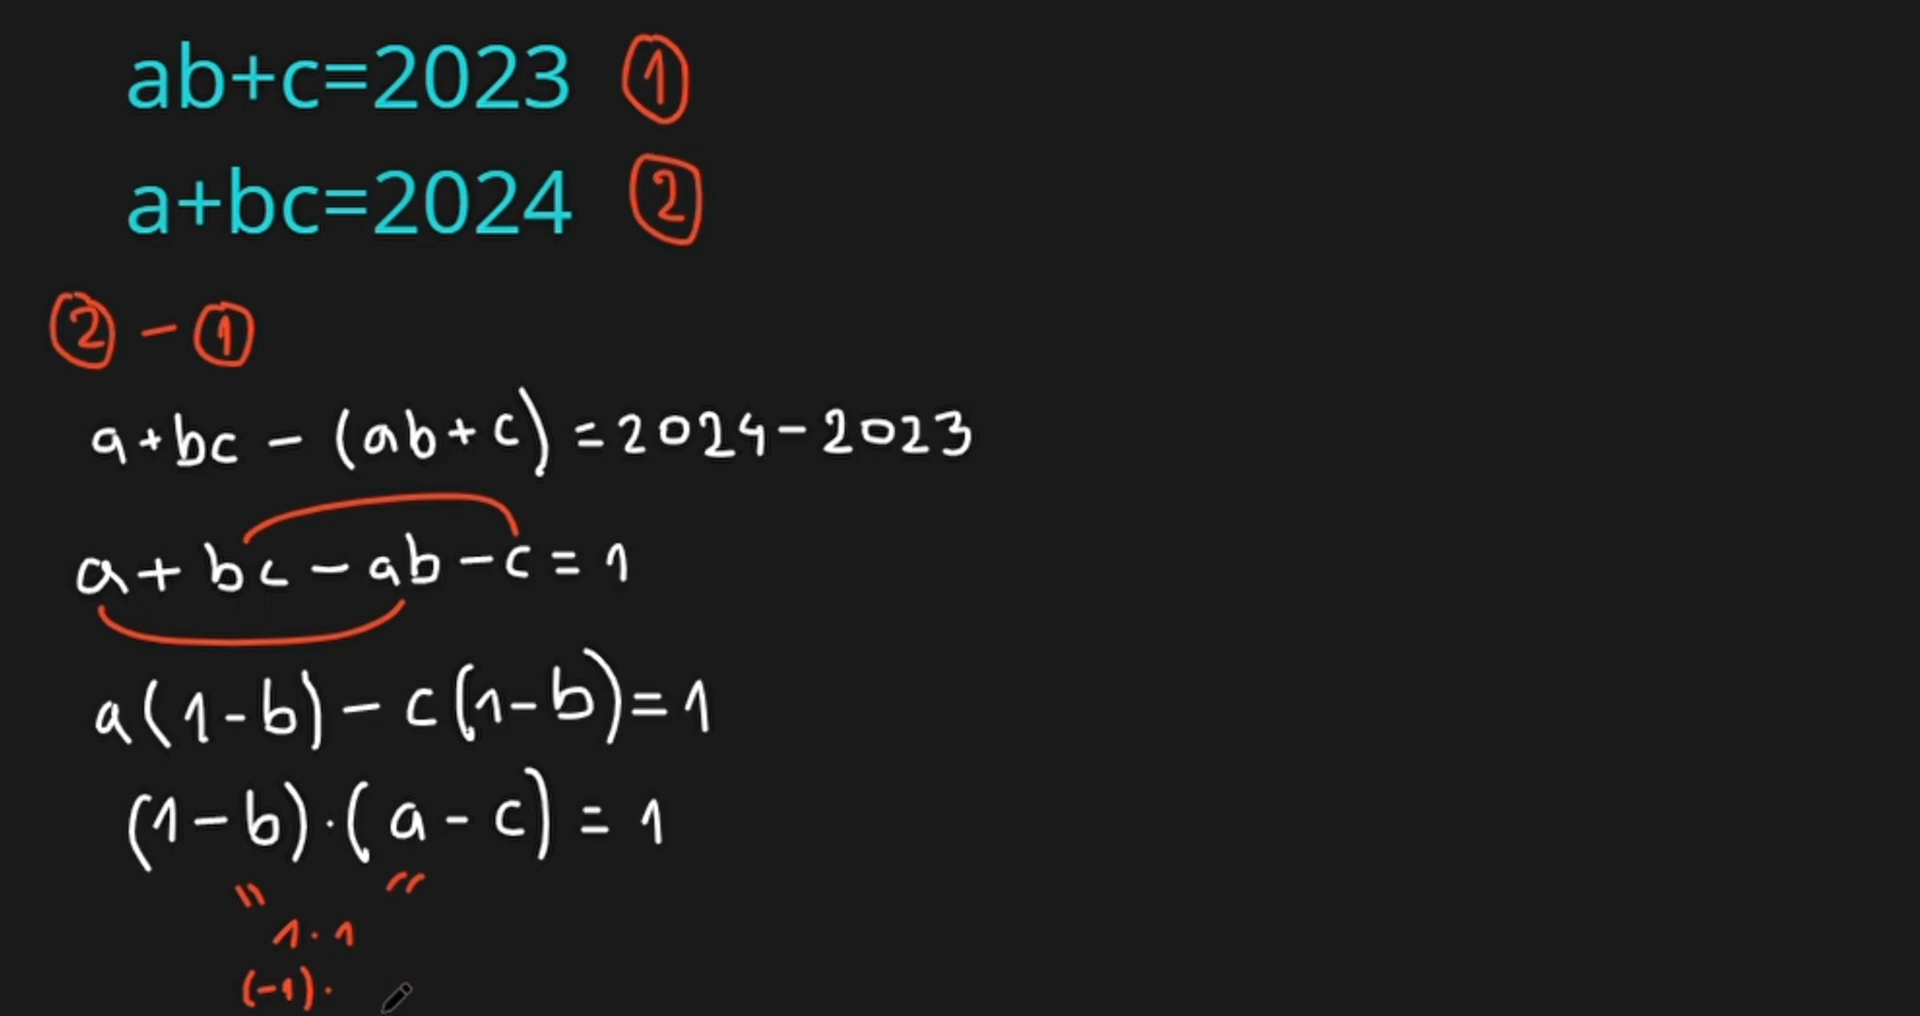 ab+c=2023 ①
a+bc=2024 ②
② - ①
a+bc - (ab+c) = 2024-2023
a+bc-ab-c=1
a(1-b)-c(1-b)=1
(1-b)·(a-c)=1
" "
1·1
(-1)·